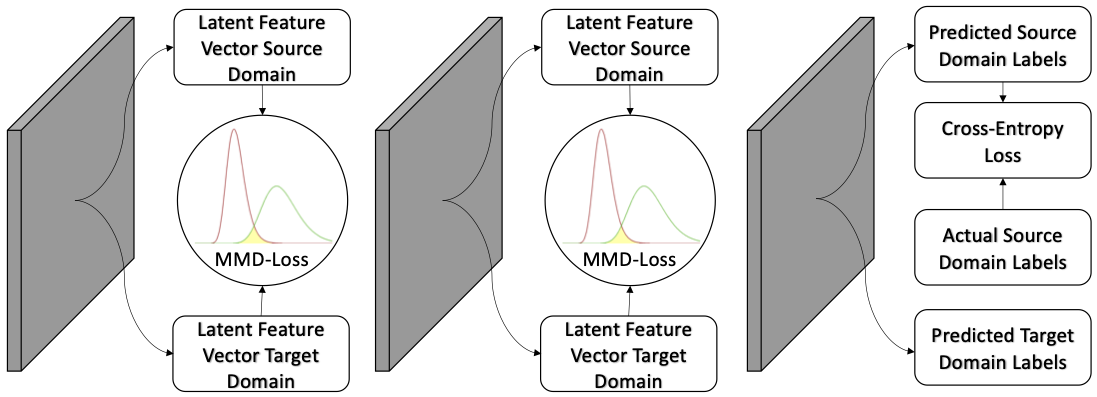 Latent Feature
Vector Source
Domain
MMD-Loss
Latent Feature
Vector Target
Domain
Latent Feature
Vector Source
Domain
MMD-Loss
Latent Feature
Vector Target
Domain
Predicted Source
Domain Labels
Cross-Entropy
Loss
Actual Source
Domain Labels
Predicted Target
Domain Labels